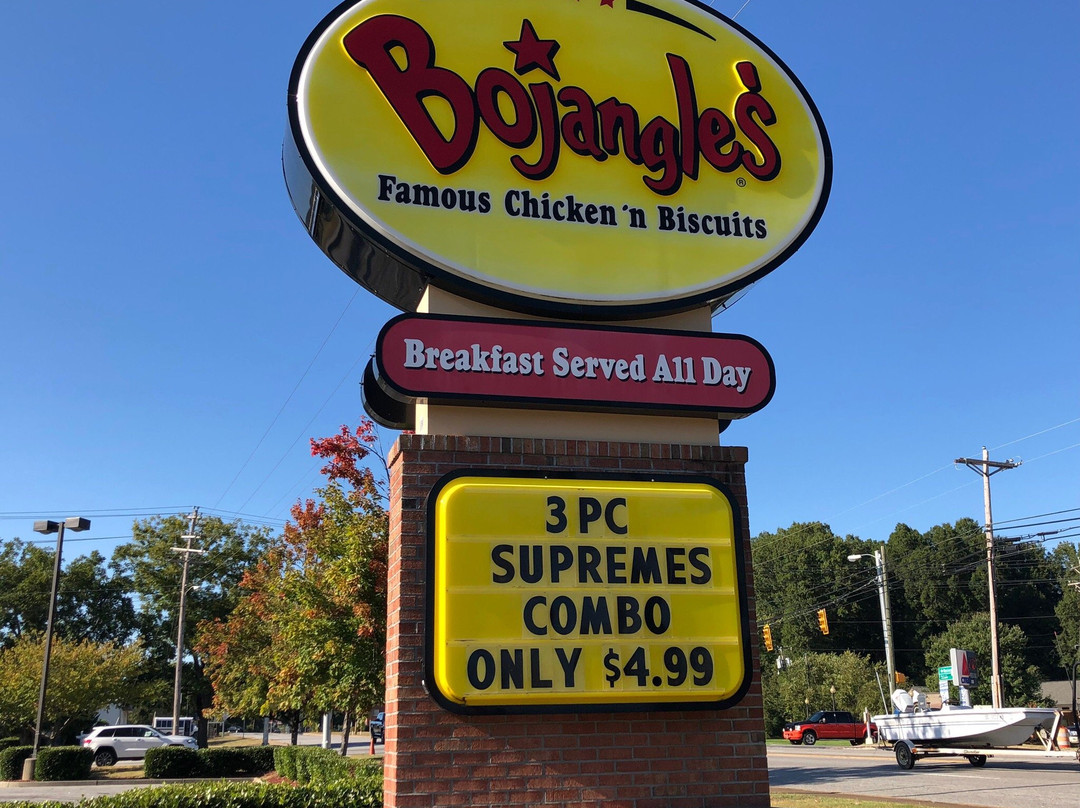 Bojangles'
®
Famous Chicken 'n Biscuits
Breakfast Served All Day
3 PC
SUPREMES
COMBO
ONLY $4.99